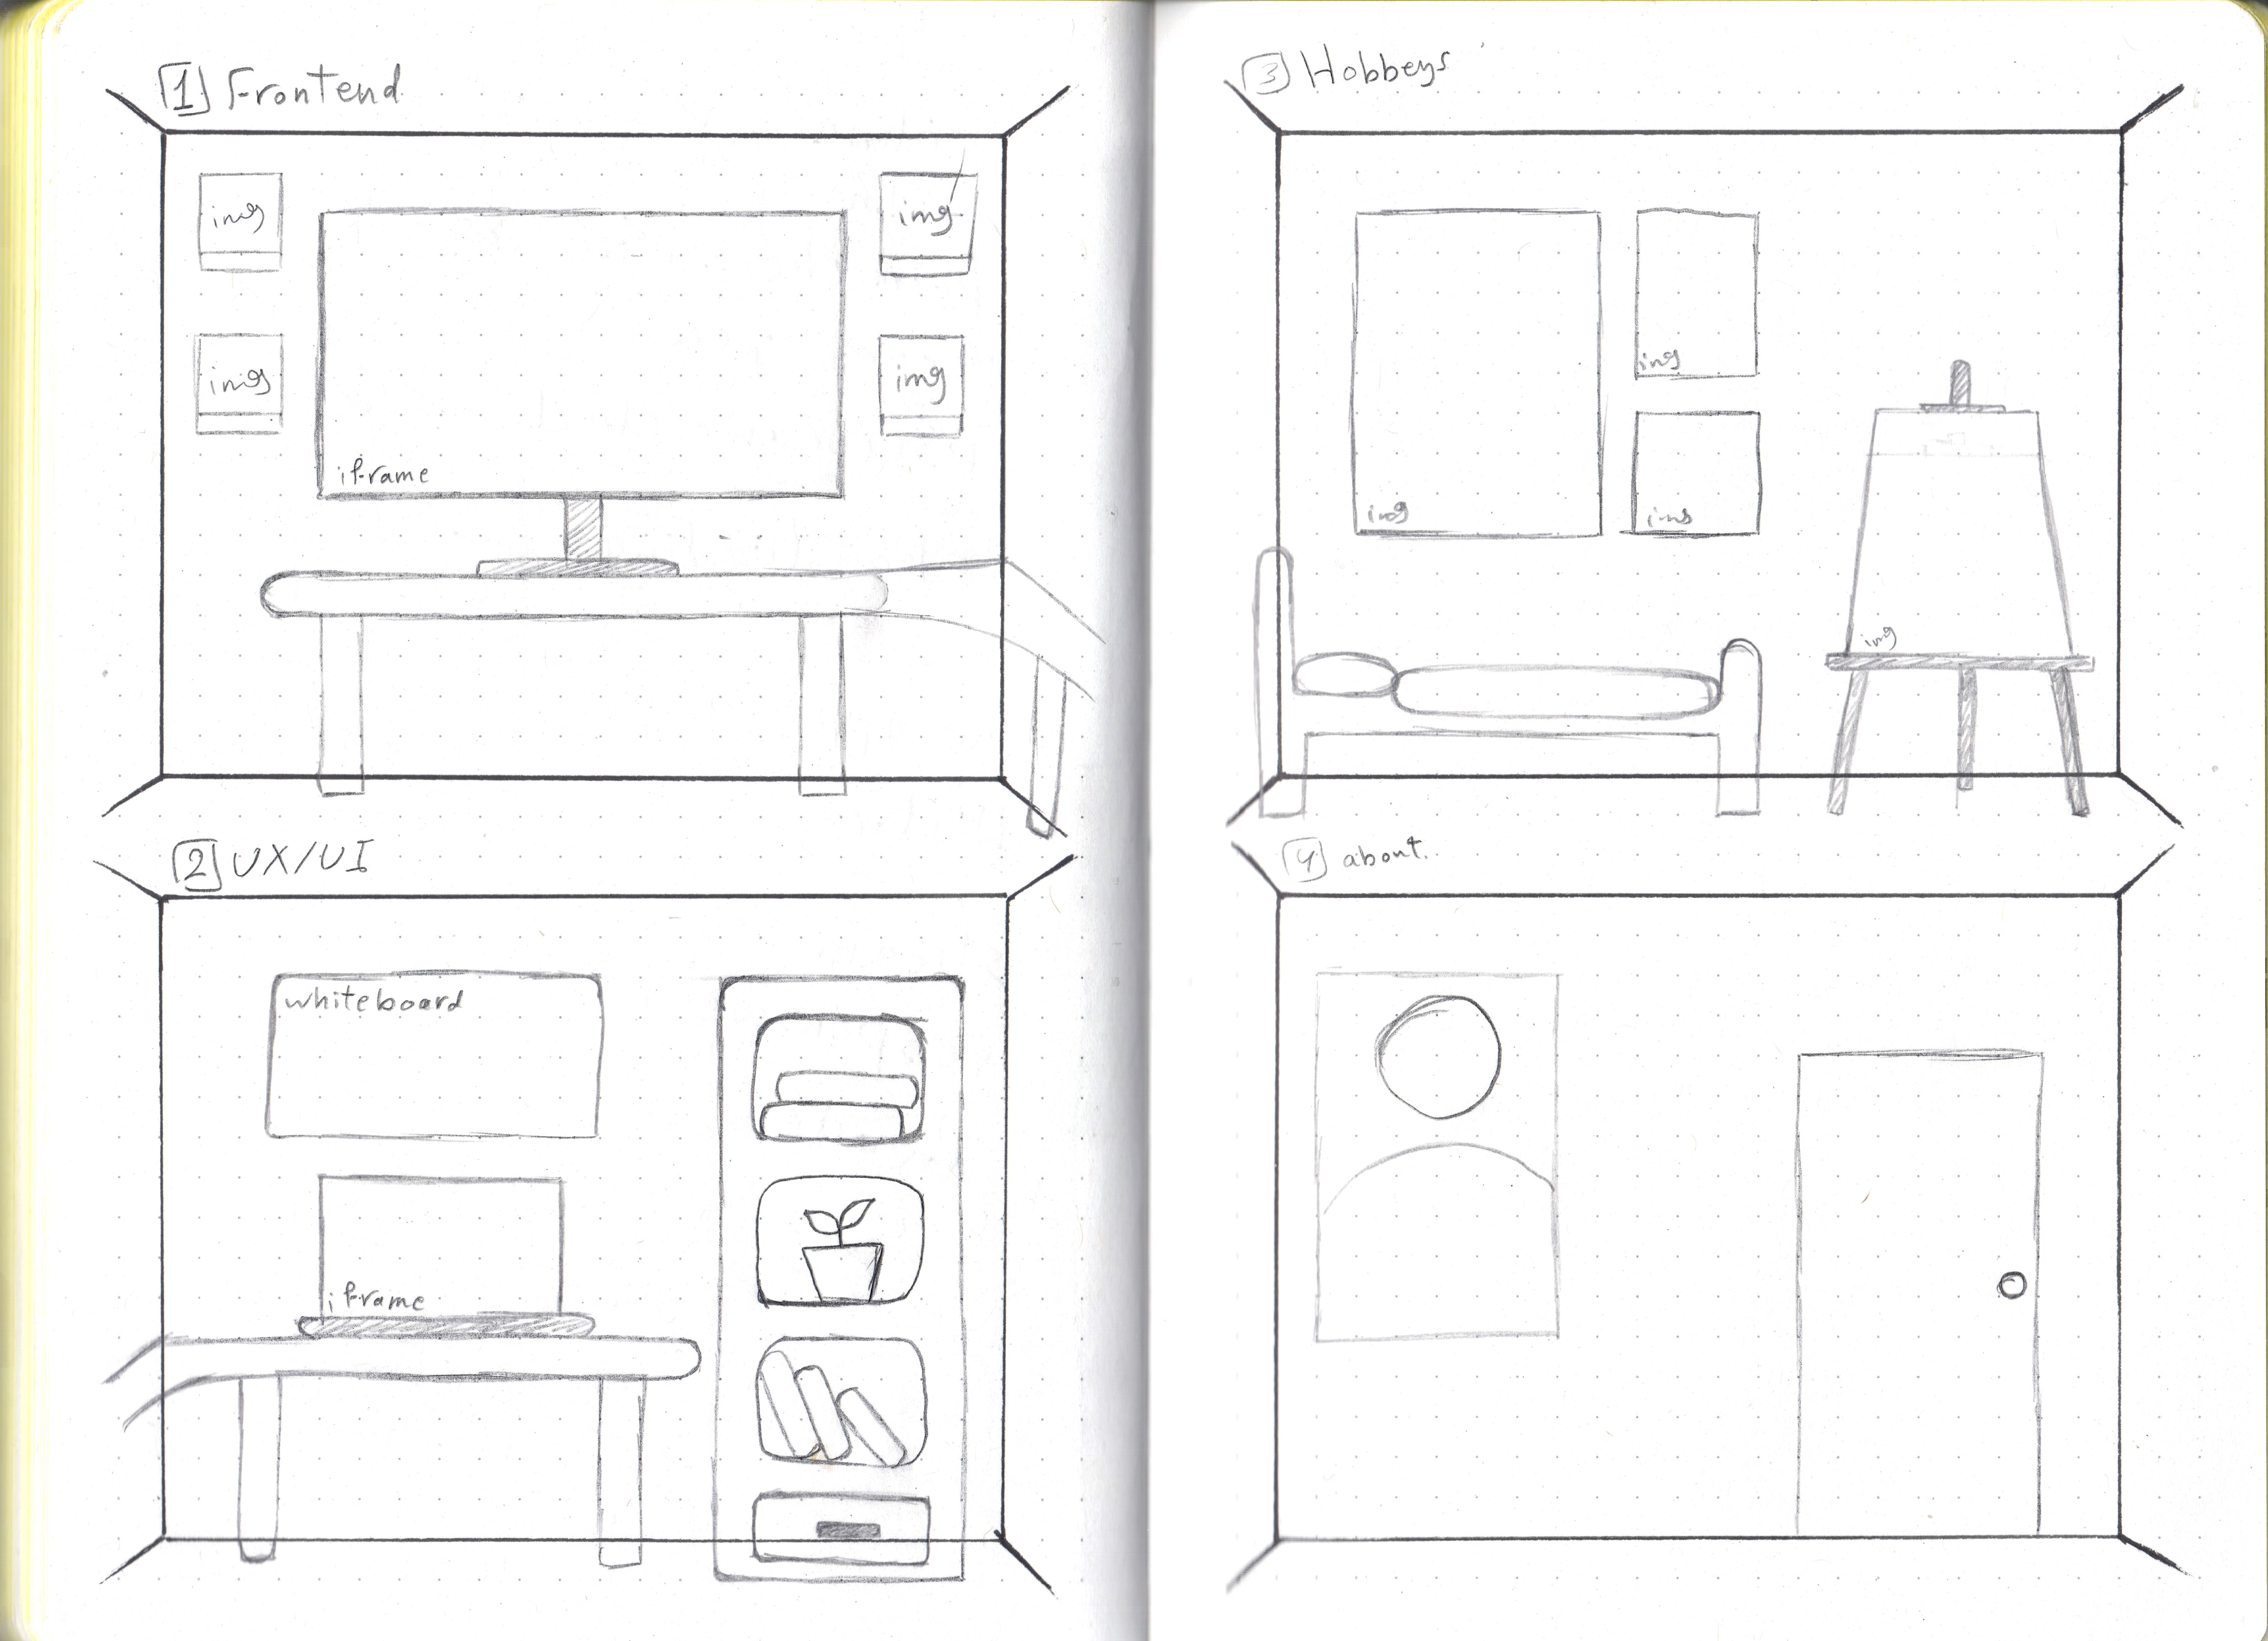 1 Frontend
img
img
img
img
iframe
2 UX/UI
whiteboard
iframe
3 Hobbeys
img
img
img
img
4 about.